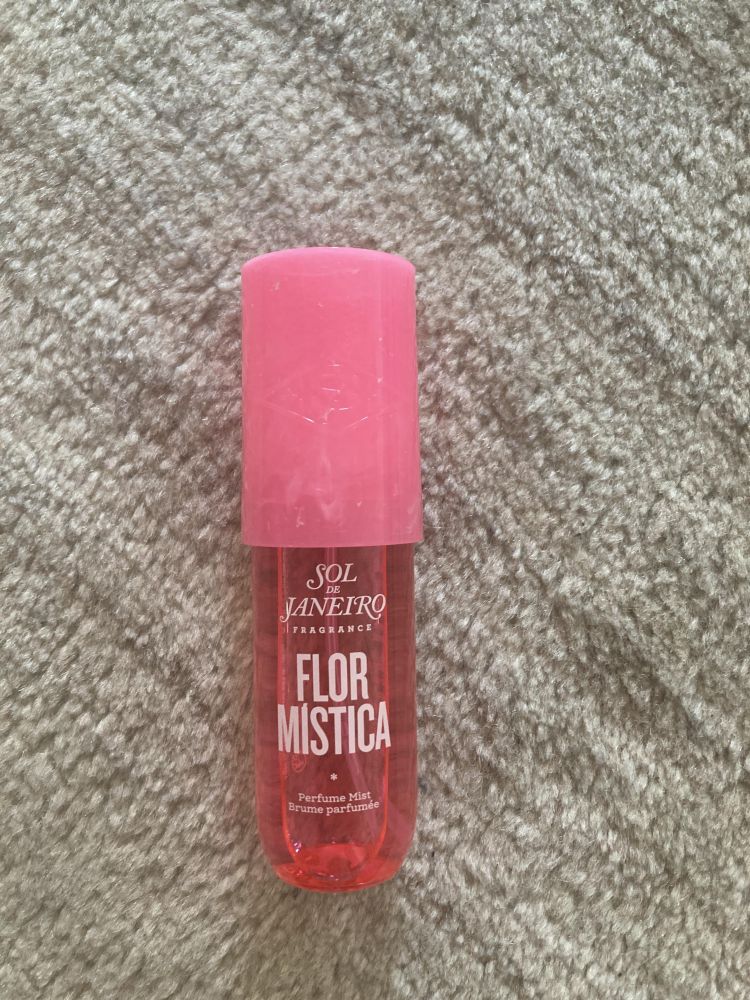 SOL
DE
JANEIRO
FRAGRANCE
FLOR
MÍSTICA
*
Perfume Mist
Brume parfumée